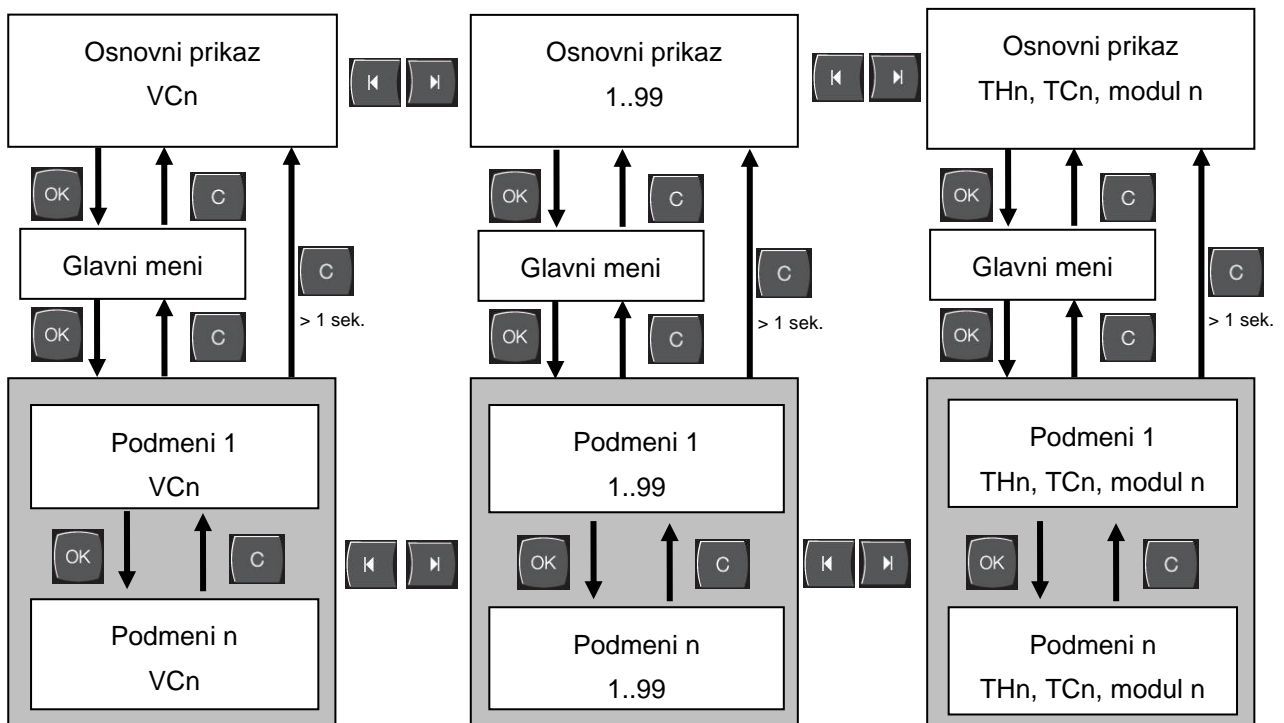 Osnovni prikaz
VCn
Osnovni prikaz
1..99
Osnovni prikaz
THn, TCn, modul n
OK
C
OK
C
OK
C
Glavni meni
C
> 1 sek.
Glavni meni
C
> 1 sek.
Glavni meni
C
> 1 sek.
OK
C
OK
C
OK
C
Podmeni 1
VCn
Podmeni 1
1..99
Podmeni 1
THn, TCn, modul n
OK
C
OK
C
OK
C
Podmeni n
VCn
Podmeni n
1..99
Podmeni n
THn, TCn, modul n